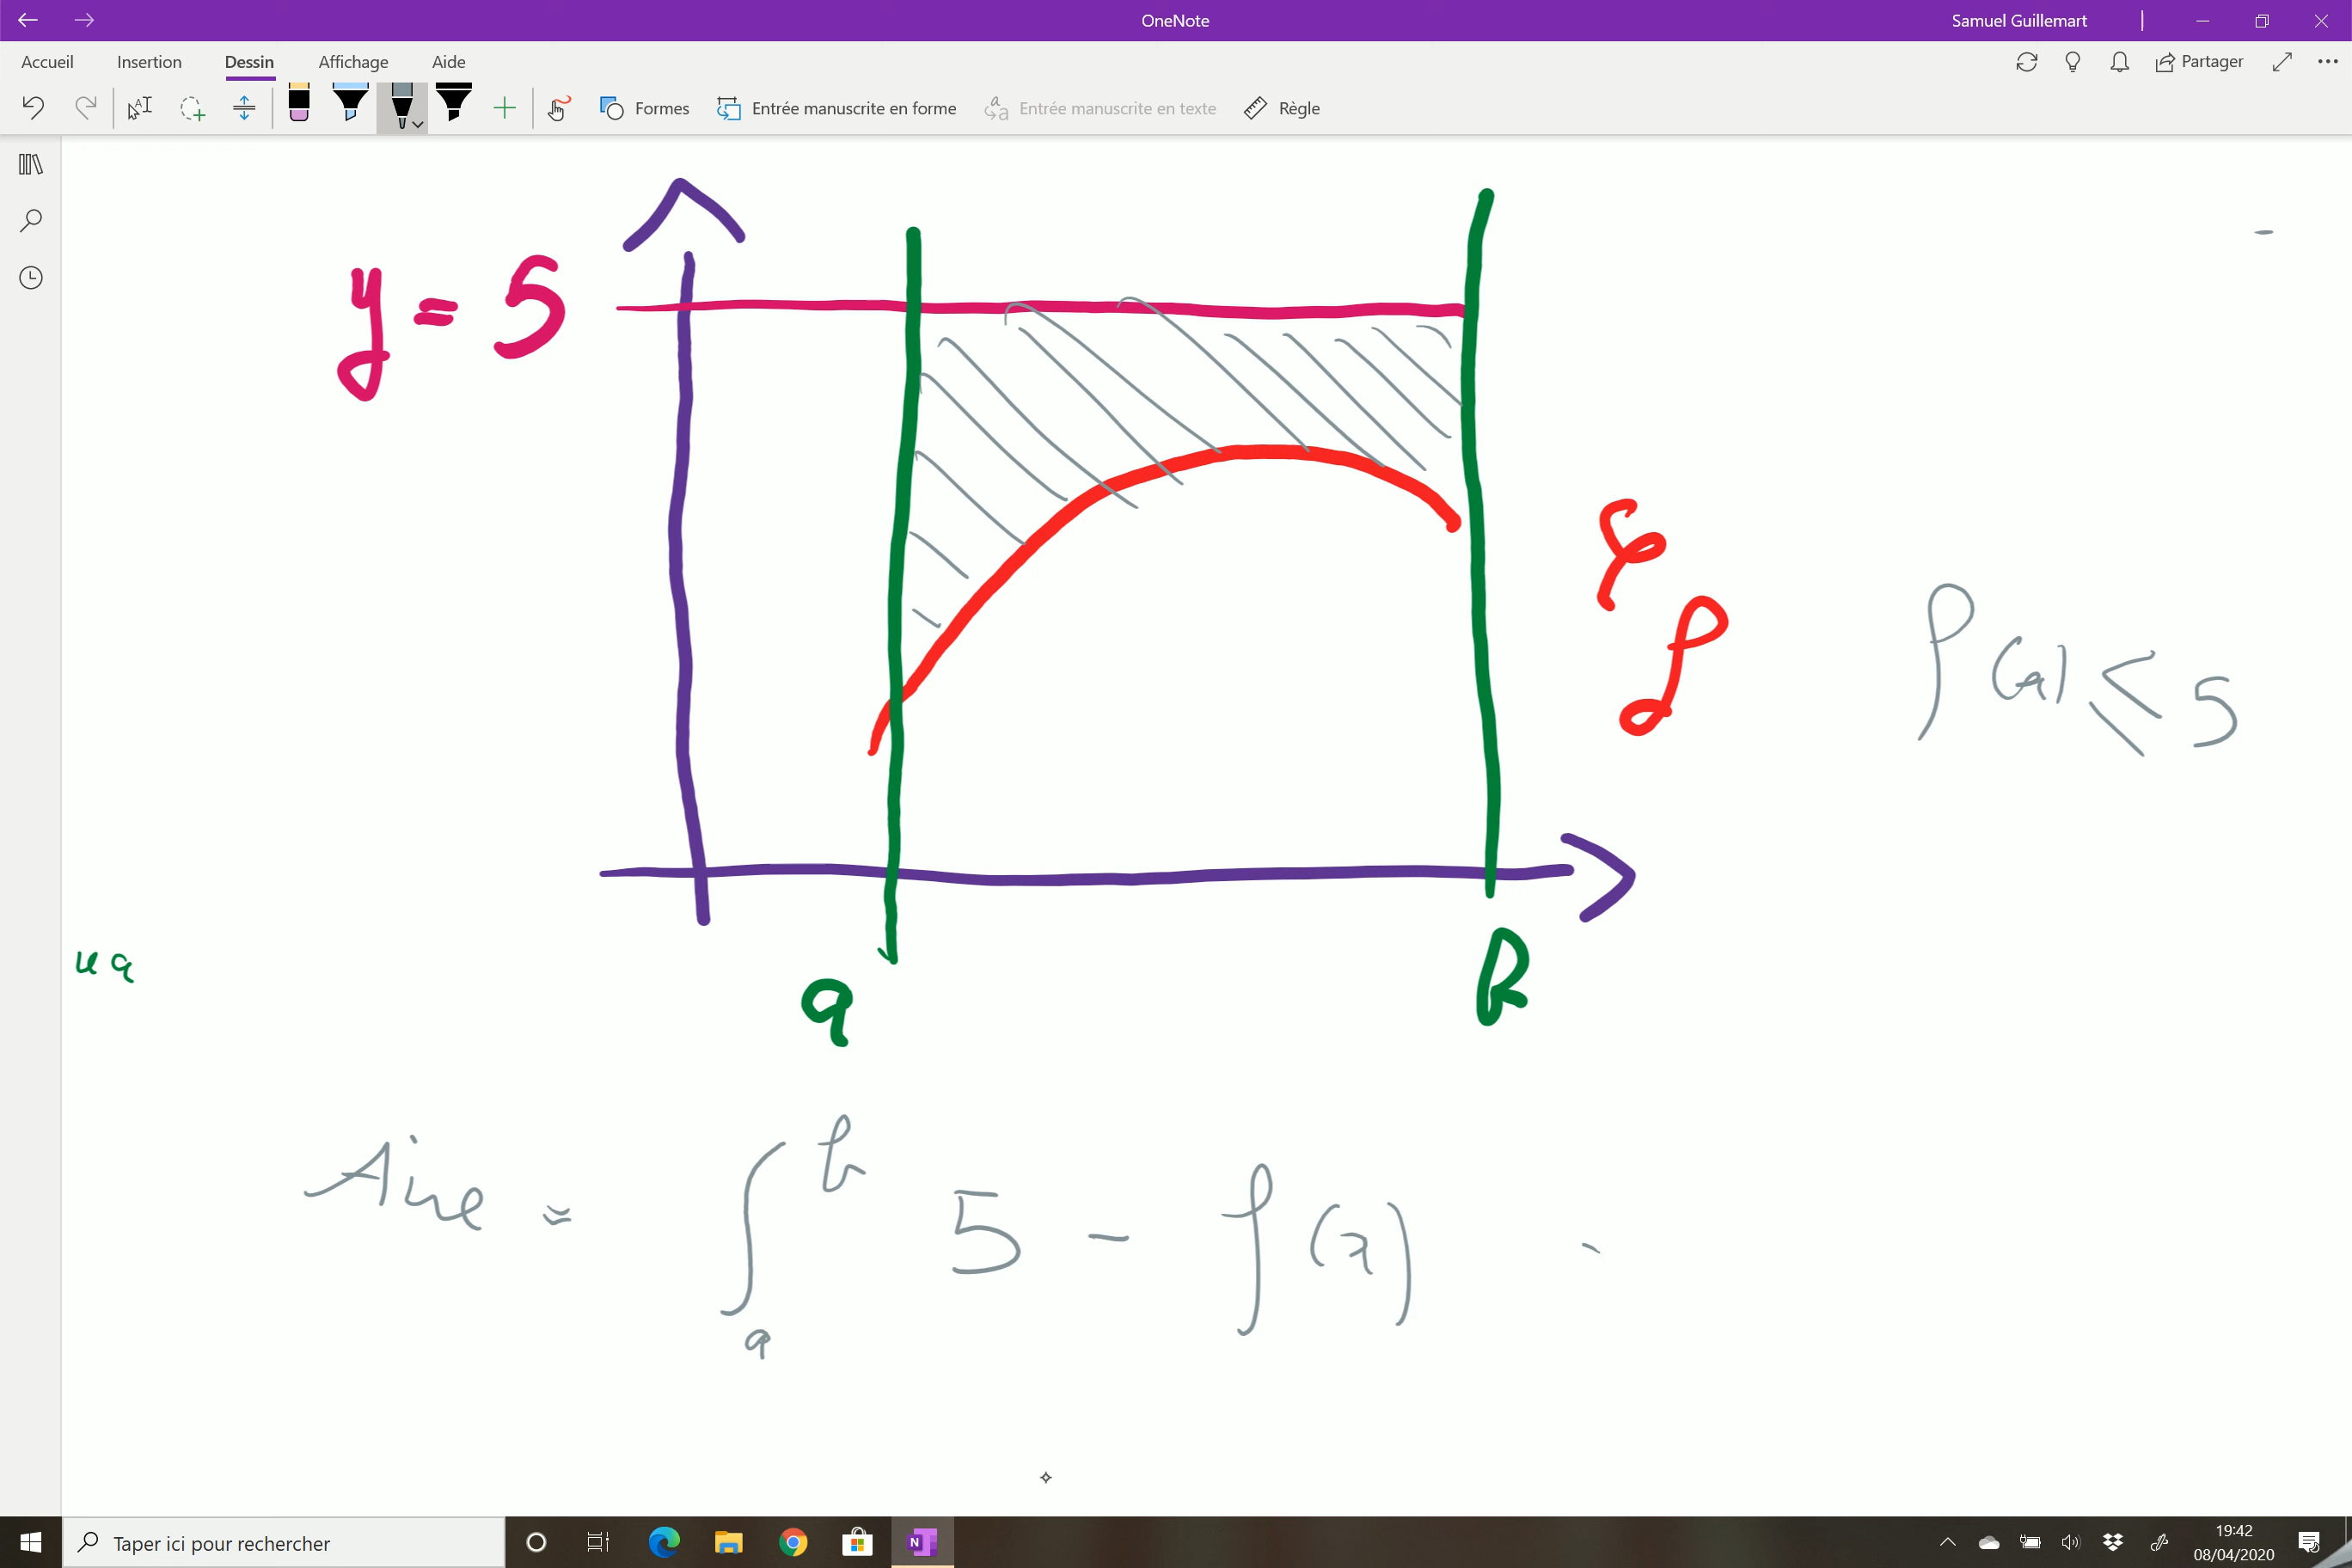 OneNote
Samuel Guillemart
Accueil Insertion Dessin Affichage Aide
Partager
Formes
Entrée manuscrite en forme
Entrée manuscrite en texte
Règle
y = 5
f
f(x) ≤ 5
a
b
Aire = ∫ₐᵇ 5 - f(x)
Taper ici pour rechercher
19:42
08/04/2020